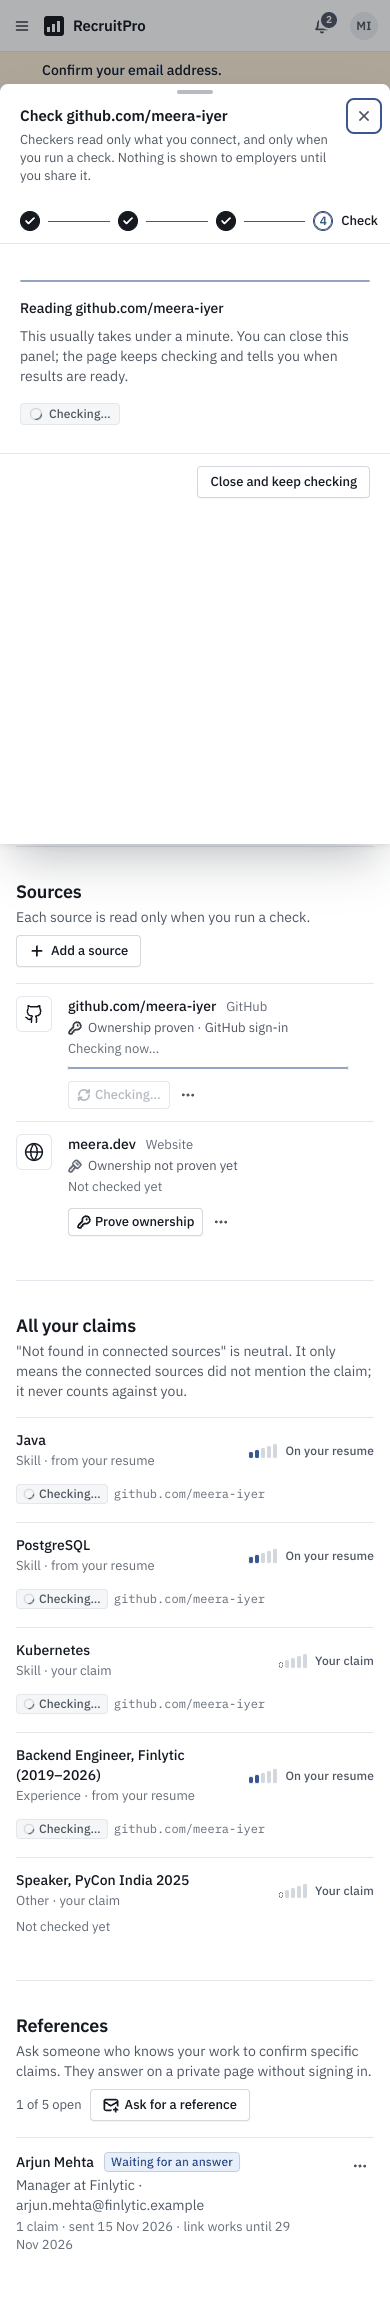 RecruitPro
2
MI
Confirm your email address.
Check github.com/meera-iyer
Checkers read only what you connect, and only when
you run a check. Nothing is shown to employers until
you share it.
4 Check
Reading github.com/meera-iyer
This usually takes under a minute. You can close this
panel; the page keeps checking and tells you when
results are ready.
Checking...
Close and keep checking
Sources
Each source is read only when you run a check.
Add a source
github.com/meera-iyer GitHub
Ownership proven · GitHub sign-in
Checking now...
Checking...
meera.dev Website
Ownership not proven yet
Not checked yet
Prove ownership
All your claims
"Not found in connected sources" is neutral. It only
means the connected sources did not mention the claim;
it never counts against you.
Java
Skill · from your resume
On your resume
Checking... github.com/meera-iyer
PostgreSQL
Skill · from your resume
On your resume
Checking... github.com/meera-iyer
Kubernetes
Skill · your claim
Your claim
Checking... github.com/meera-iyer
Backend Engineer, Finlytic
(2019–2026)
Experience · from your resume
On your resume
Checking... github.com/meera-iyer
Speaker, PyCon India 2025
Other · your claim
Your claim
Not checked yet
References
Ask someone who knows your work to confirm specific
claims. They answer on a private page without signing in.
1 of 5 open
Ask for a reference
Arjun Mehta Waiting for an answer
Manager at Finlytic ·
arjun.mehta@finlytic.example
1 claim · sent 15 Nov 2026 · link works until 29
Nov 2026